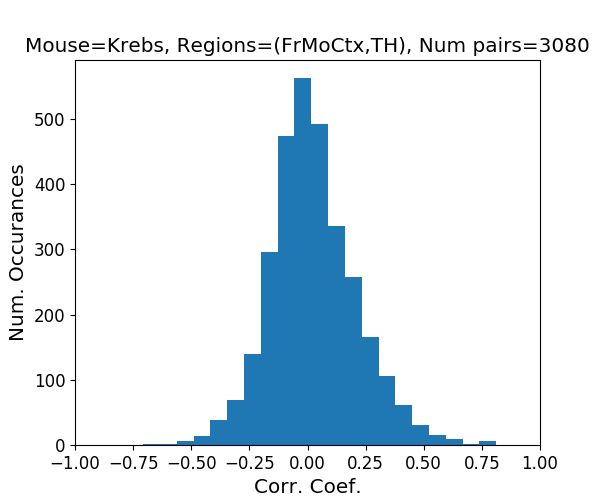 Mouse=Krebs, Regions=(FrMoCtx,TH), Num pairs=3080
Num. Occurances
500
400
300
200
100
0
−1.00 −0.75 −0.50 −0.25 0.00 0.25 0.50 0.75 1.00
Corr. Coef.